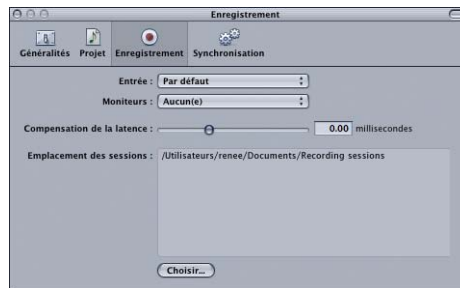 Enregistrement
Généralités Projet Enregistrement Synchronisation
Entrée : Par défaut
Moniteurs : Aucun(e)
Compensation de la latence : 0.00 millisecondes
Emplacement des sessions : /Utilisateurs/renee/Documents/Recording sessions
Choisir...